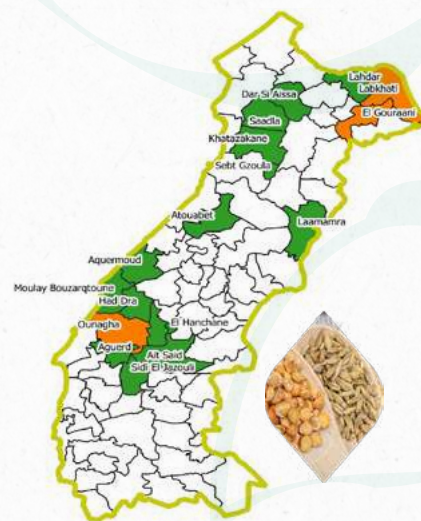 Lahdar
Labkhati
Dar Si Aissa
El Gouraani
Saadla
Khatazakane
Sebt Gzoula
Atouabet
Laamamra
Aquermoud
Moulay Bouzarqtoune
Had Dra
Ounagha
El Hanchane
Aguerd
Ait Said
Sidi El Jazouli